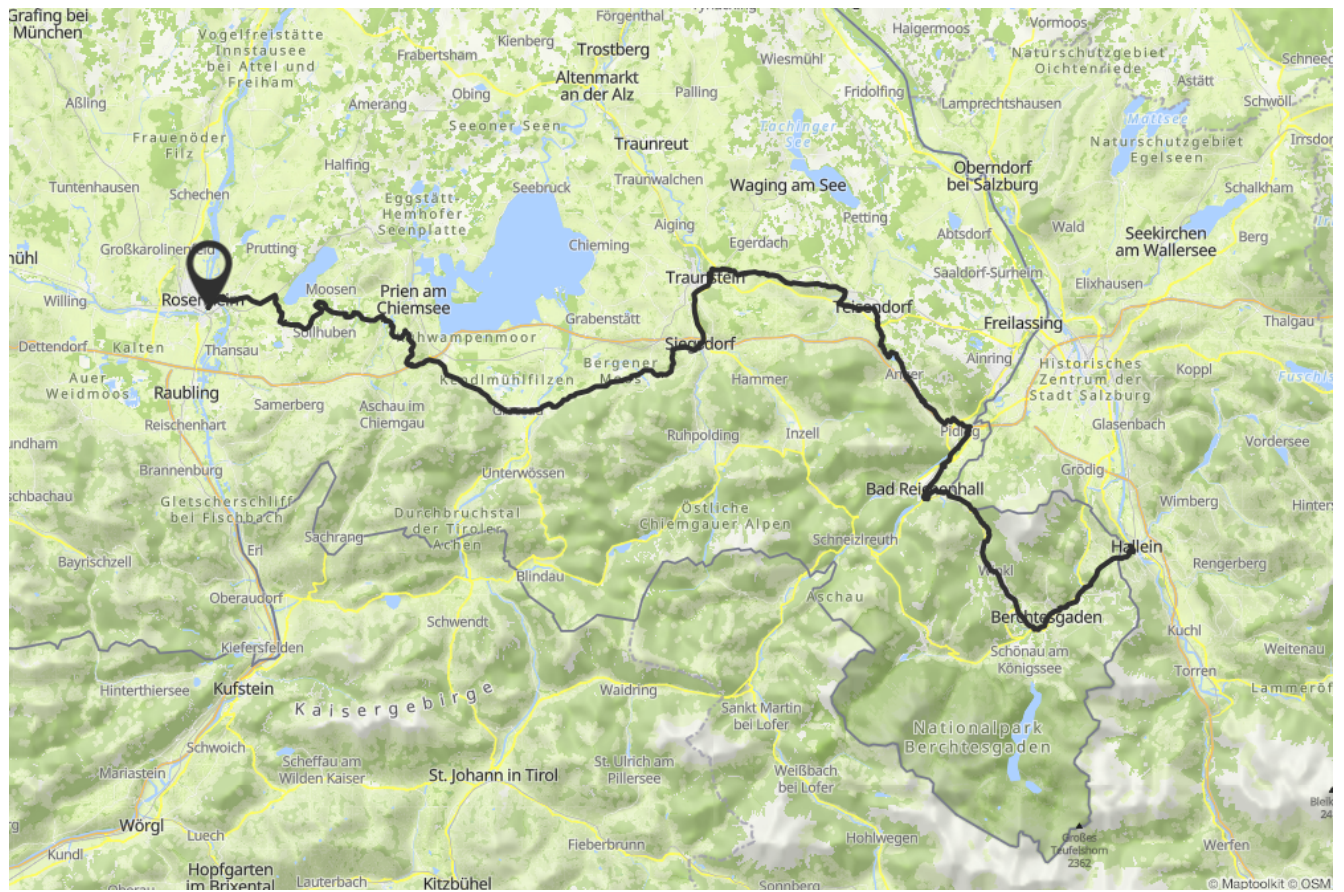 Grafing bei
München
Vogelfreistätte
Innstausee
bei Attel und
Freiham
Förgenthal
Kienberg
Frabertsham
Trostberg
Altenmarkt
an der Alz
Obing
Amerang
Aßling
Wiesmühl
Palling
Halfing
Seeoner Seen
Traunreut
Traunwalchen
Frauenöder
Filz
Tuntenhausen
Schechen
Seebruck
Eggstätt-
Hemhofer
Seenplatte
Großkarolinenfeld
Prutting
Chieming
Halgermoos
Vormoos
Naturschutzgebiet
Oichtenriede
Astätt
Fridolfing
Lamprechtshausen
Schwöll
Mattsee
Naturschutzgebiet
Egelseen
Tachinger
See
Waging am See
Oberndorf
bei Salzburg
Schalkham
Petting
Abtsdorf
Wald
Seekirchen
am Wallersee
Berg
Aiging
Egerdach
Saaldorf-Surheim
Elixhausen
Willing
Rosenheim
Moosen
Prien am
Chiemsee
Söllhuben
Grabenstätt
Traunstein
Teisendorf
Freilassing
Thalgau
Dettendorf
Kalten
Thansau
Siegsdorf
Ainring
Historisches
Zentrum der
Stadt Salzburg
Koppl
Auer
Weidmoos
Raubling
Kendlmühlfilzen
Bergener
Moos
Hammer
Anger
Samerberg
Aschau im
Chiemgau
Grassau
Reischenhart
Ruhpolding
Inzell
Piding
Glasenbach
Vordersee
Brannenburg
Unterwössen
Grödig
Gletscherschliff
bei Fischbach
Durchbruchstal
der Tiroler
Achen
Östliche
Chiemgauer Alpen
Bad Reichenhall
Wimberg
Sachrang
Erl
Schneizlreuth
Hallein
Rengerberg
Bayrischzell
Blindau
Winkl
Oberaudorf
Aschau
Schwendt
Berchtesgaden
Kuchl
Kiefersfelden
Schönau am
Königssee
Weitenau
Hinterthiersee
Kufstein
Kaisergebirge
Waidring
Torren
Sankt Martin
bei Lofer
Nationalpark
Berchtesgaden
Schwoich
Scheffau am
Wilden Kaiser
St. Johann in Tirol
St. Ulrich am
Pillersee
Weißbach
bei Lofer
Mariastein
Wörgl
Luech
Kundl
Fieberbrunn
Hohlwegen
Großes
Teufelshorn
2362
Werfen
Hopfgarten
im Brixental
Lauterbach
Kitzbühel
Sonnberg
© Maptoolkit © OSM